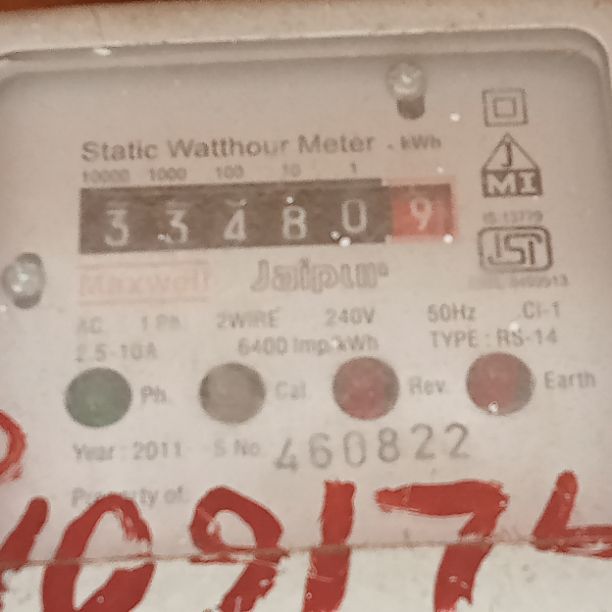 Static Watthour Meter . kWh
10000 1000 100 10 1
3 3 4 8 0 9
J
MI
IS:13779
ISI
Maxwell Jaipur
AC 1 Ph 2WIRE 240V 50Hz Cl-1
2.5-10A 6400 Imp/kWh TYPE : RS-14
Ph. Cal. Rev. Earth
Year : 2011 S No. 460822
Property of
09174